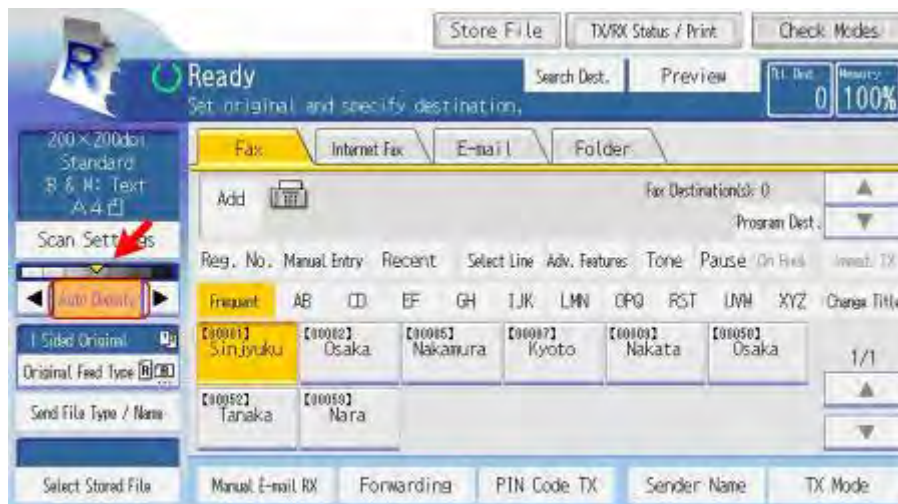 Store File TX/RX Status / Print Check Modes
R
Ready Search Dest. Preview Memory
Set original and specify destination. 0 100%
200×200dpi
Standard
B & W: Text
A4
Fax Internet Fax E-mail Folder
Add Fax Destination(s): 0
Program Dest.
Scan Settings
Reg. No. Manual Entry Recent Select Line Adv. Features Tone Pause On Hook Immed. TX
Auto Density
Frequent AB CD EF GH IJK LMN OPQ RST UVW XYZ Change Title
1 Sided Original
Original Feed Type
[00001] [00002] [00005] [00007] [00009] [00050]
Sinjyuku Osaka Nakamura Kyoto Nakata Osaka
1/1
Send File Type / Name
[00052] [00059]
Tanaka Nara
Select Stored File Manual E-mail RX Forwarding PIN Code TX Sender Name TX Mode